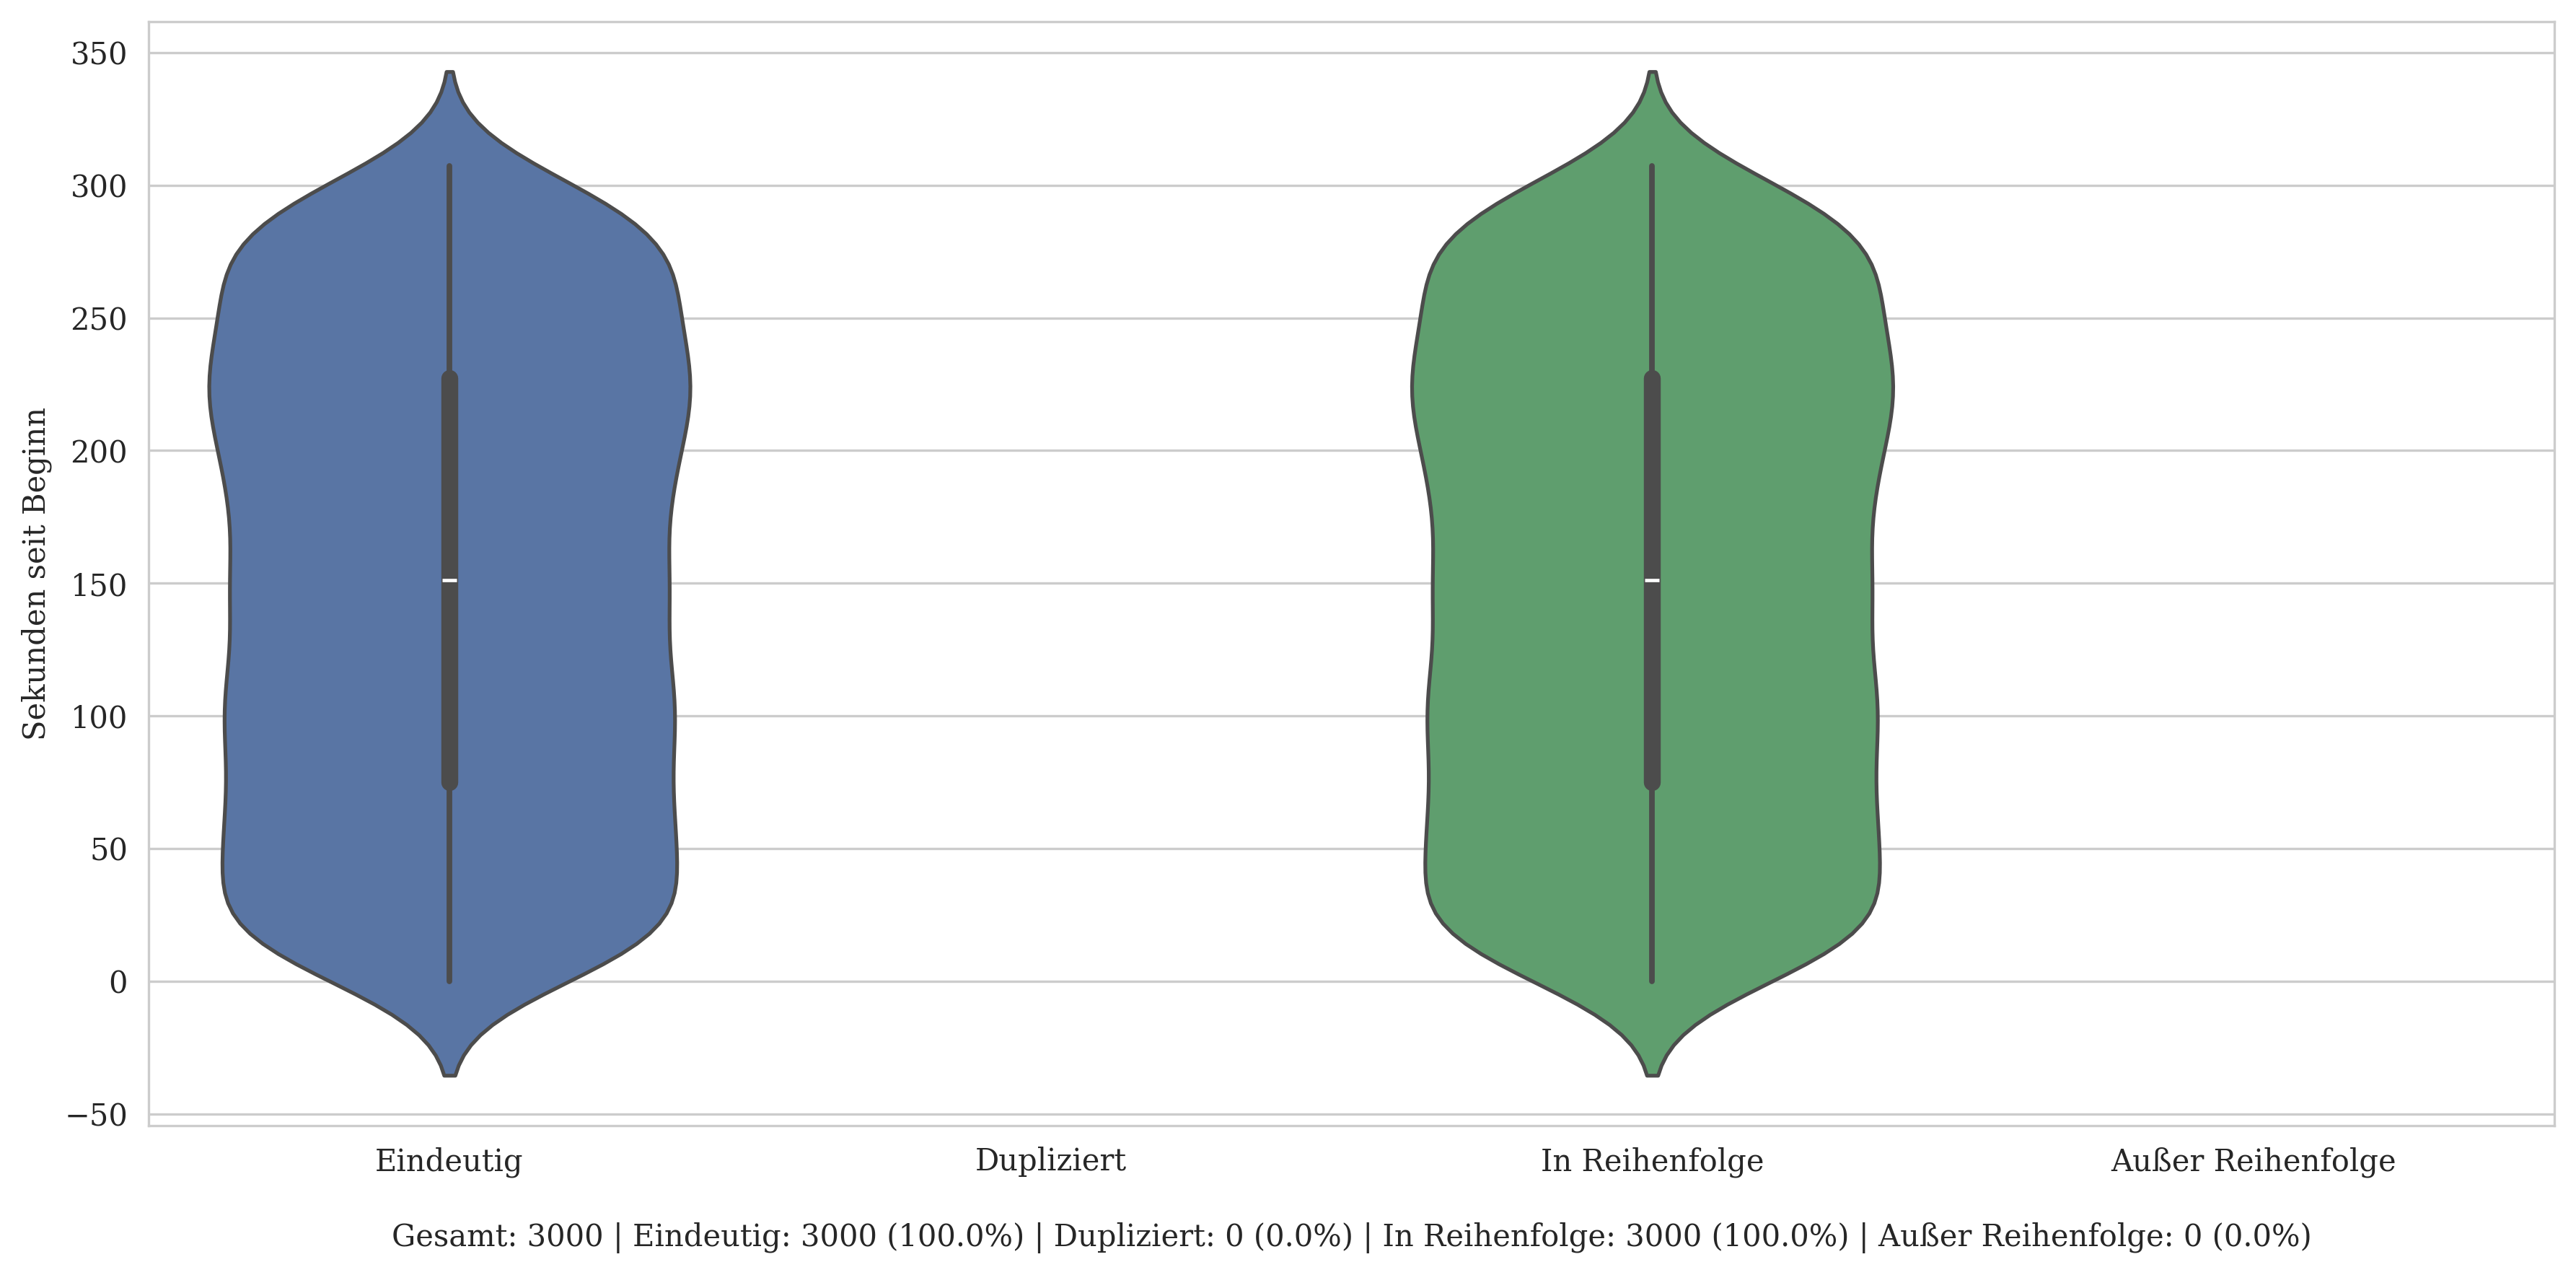 350
300
250
200
150
100
50
0
−50
Sekunden seit Beginn
Eindeutig
Dupliziert
In Reihenfolge
Außer Reihenfolge
Gesamt: 3000 | Eindeutig: 3000 (100.0%) | Dupliziert: 0 (0.0%) | In Reihenfolge: 3000 (100.0%) | Außer Reihenfolge: 0 (0.0%)